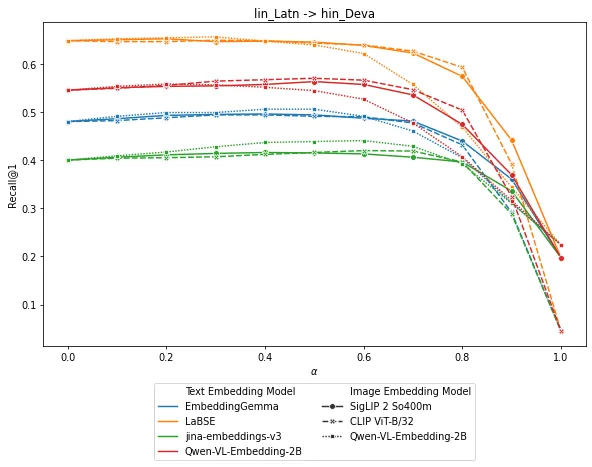 lin_Latn -> hin_Deva
Recall@1
0.6
0.5
0.4
0.3
0.2
0.1
0.0 0.2 0.4 0.6 0.8 1.0
α
Text Embedding Model Image Embedding Model
EmbeddingGemma SigLIP 2 So400m
LaBSE CLIP ViT-B/32
jina-embeddings-v3 Qwen-VL-Embedding-2B
Qwen-VL-Embedding-2B